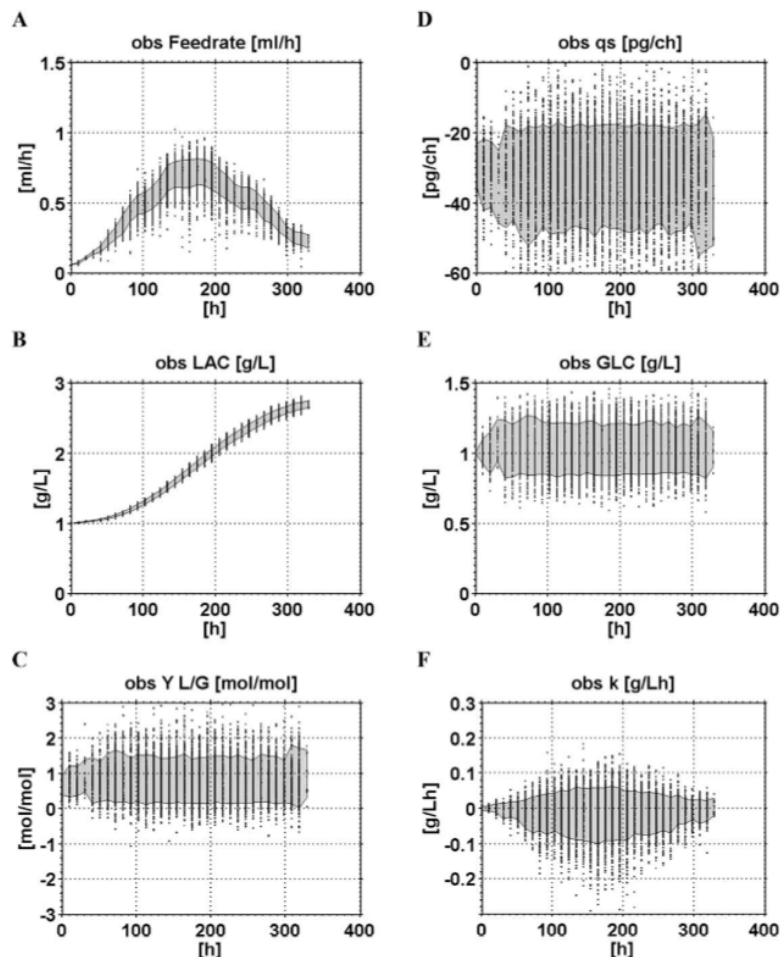 A
obs Feedrate [ml/h]
1.5
1
0.5
0
[ml/h]
0 100 200 300 400
[h]
B
obs LAC [g/L]
3
2
1
0
[g/L]
0 100 200 300 400
[h]
C
obs Y L/G [mol/mol]
3
2
1
0
-1
-2
-3
[mol/mol]
0 100 200 300 400
[h]
D
obs qs [pg/ch]
0
-20
-40
-60
[pg/ch]
0 100 200 300 400
[h]
E
obs GLC [g/L]
1.5
1
0.5
0
[g/L]
0 100 200 300 400
[h]
F
obs k [g/Lh]
0.3
0.2
0.1
0
-0.1
-0.2
[g/Lh]
0 100 200 300 400
[h]